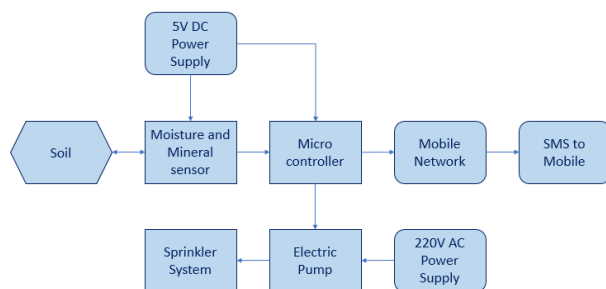 5V DC
Power
Supply
Soil
Moisture and
Mineral
sensor
Micro
controller
Mobile
Network
SMS to
Mobile
Sprinkler
System
Electric
Pump
220V AC
Power
Supply